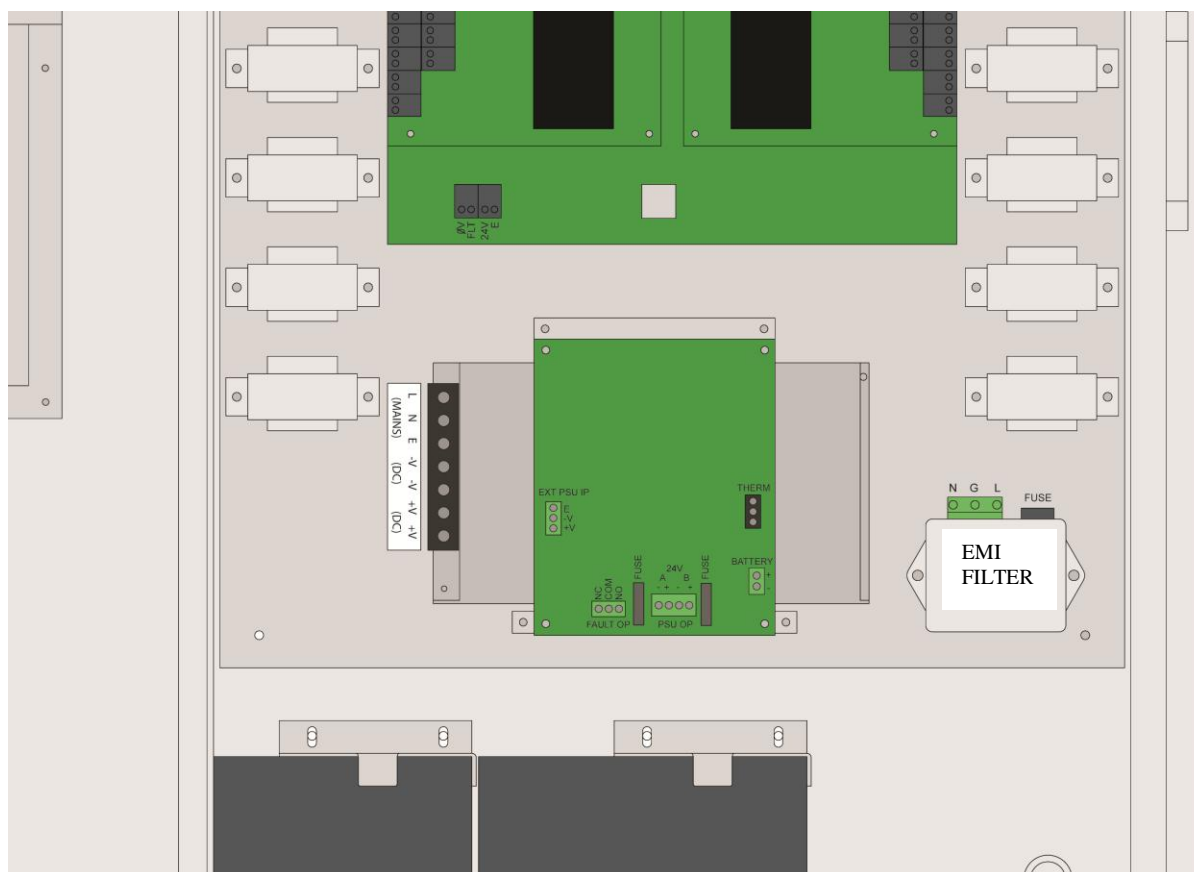 ØV
FLT
24V
E
L
N
E
(MAINS)
-V
-V
(DC)
+V
+V
(DC)
EXT PSU IP
E
-V
+V
THERM
BATTERY
+
-
NC
COM
NO
FAULT OP
FUSE
24V
A B
- + - +
PSU OP
FUSE
N G L
FUSE
EMI
FILTER